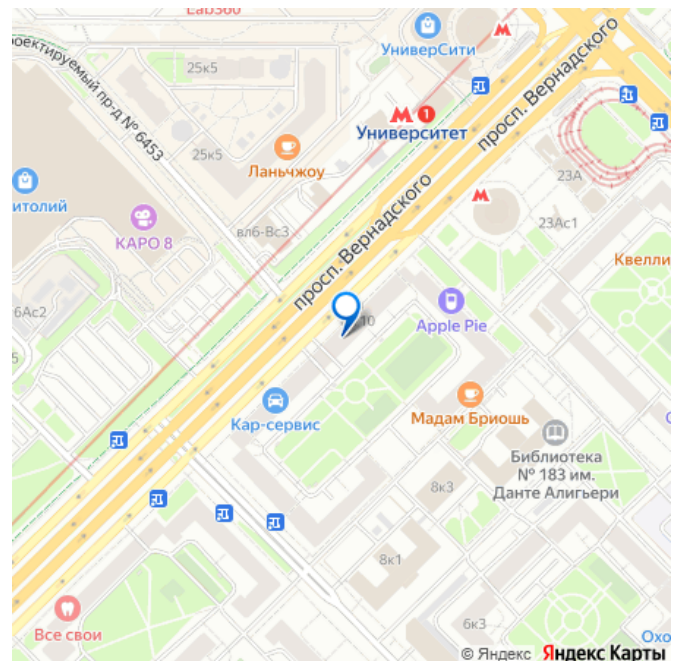 Lab360
УниверСити
25к5
Проектируемый пр-д № 6453
1
Университет
просп. Вернадского
25к5
Ланьчжоу
23А
итолий
КАРО 8
вл6-Вс3
23Ас1
просп. Вернадского
Квелли
6Ас2
10
Apple Pie
5
Кар-сервис
Мадам Бриошь
Библиотека
№ 183 им.
Данте Алигьери
8к3
8к1
6к3
Все свои
Охо
© Яндекс Яндекс Карты